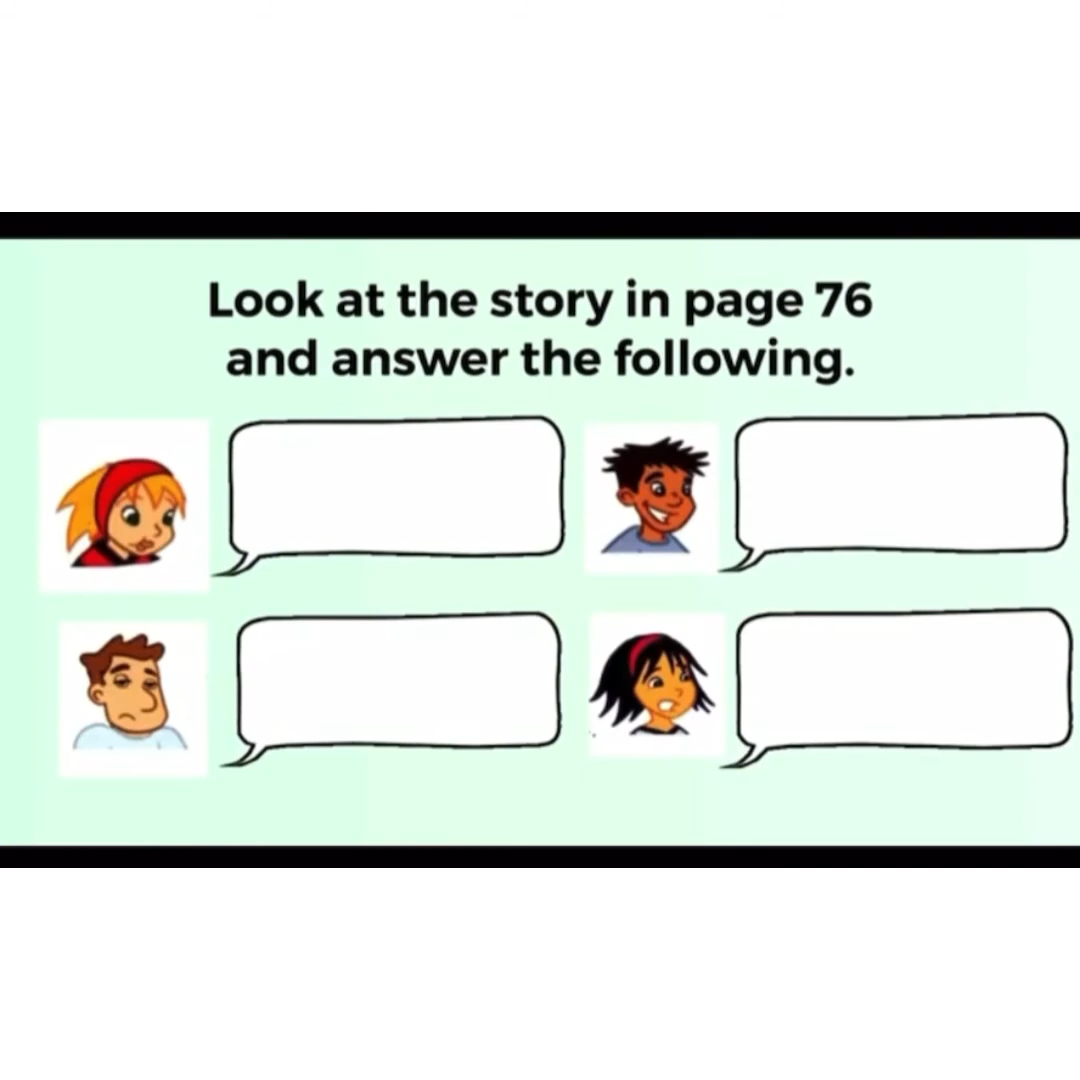 Look at the story in page 76
and answer the following.